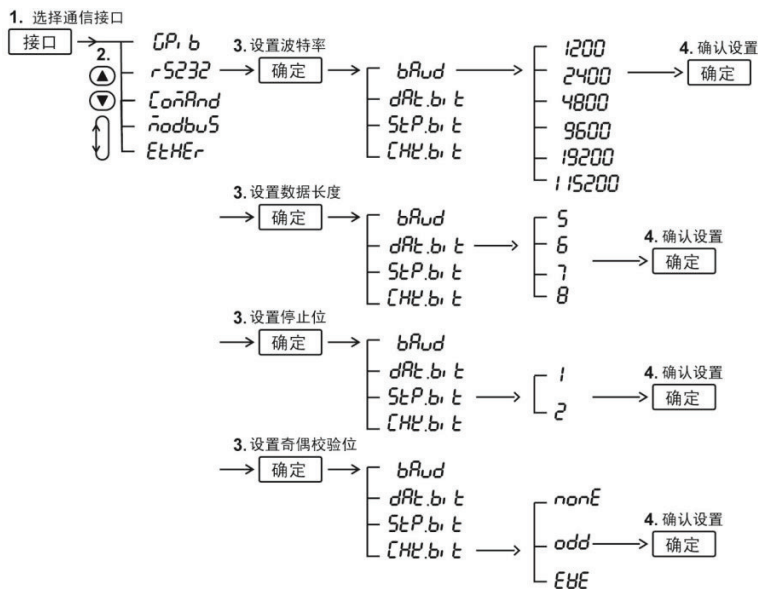 1. 选择通信接口
接口
2.
GPib
rS232
ComAnd
modbuS
EtHEr
3. 设置波特率
确定
bAud
dAt.bit
StP.bit
CHK.bit
1200
2400
4800
9600
19200
115200
4. 确认设置
确定
3. 设置数据长度
确定
bAud
dAt.bit
StP.bit
CHK.bit
5
6
7
8
4. 确认设置
确定
3. 设置停止位
确定
bAud
dAt.bit
StP.bit
CHK.bit
1
2
4. 确认设置
确定
3. 设置奇偶校验位
确定
bAud
dAt.bit
StP.bit
CHK.bit
nonE
odd
EVE
4. 确认设置
确定